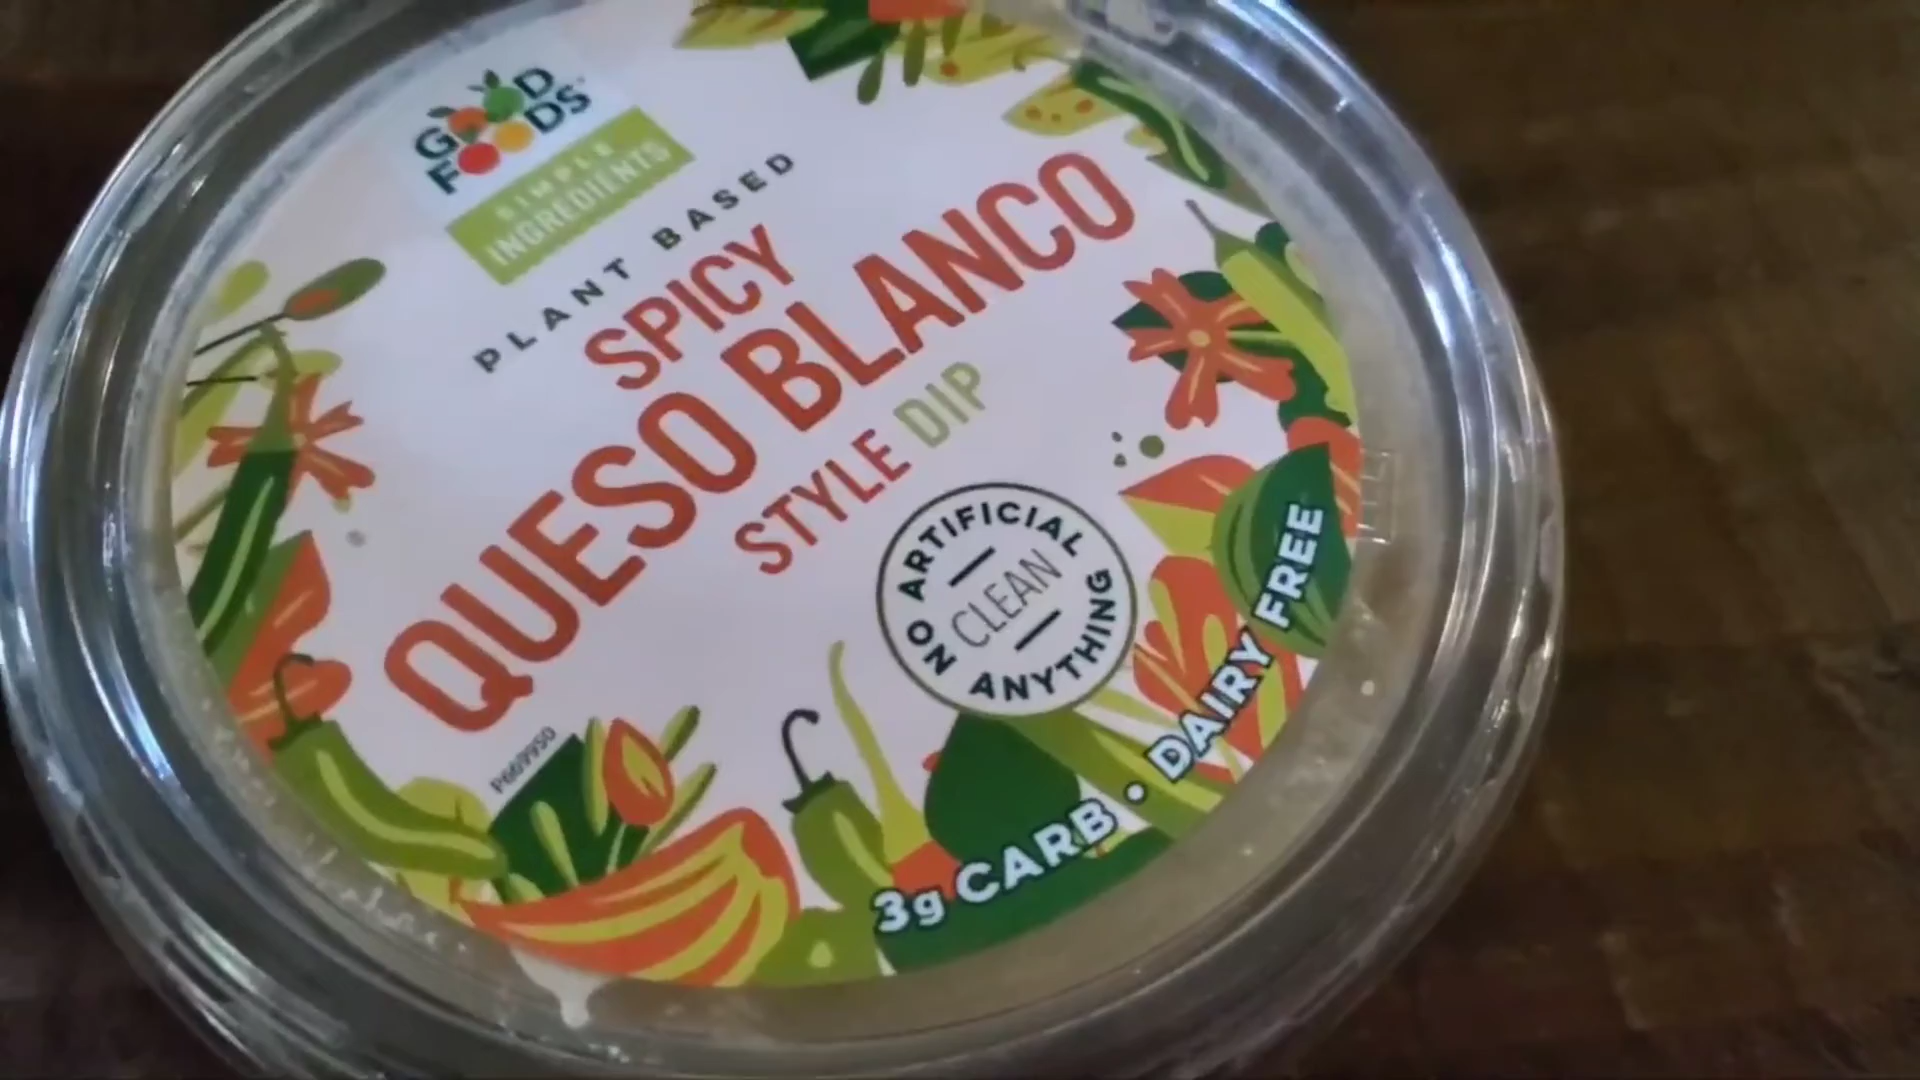 GOOD
FOODS
SIMPLE
INGREDIENTS
PLANT BASED
SPICY
QUESO BLANCO
STYLE DIP
NO ARTIFICIAL ANYTHING
CLEAN
P609950
3g CARB • DAIRY FREE